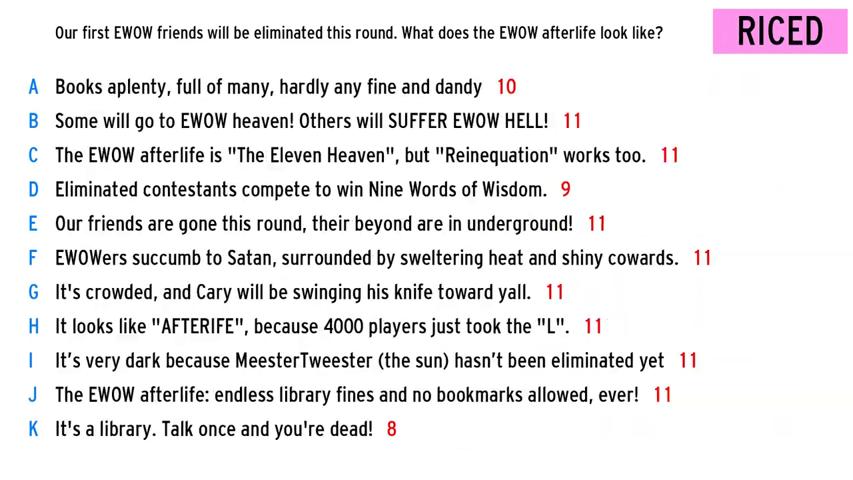 Our first EWOW friends will be eliminated this round. What does the EWOW afterlife look like?
RICED
A Books aplenty, full of many, hardly any fine and dandy 10
B Some will go to EWOW heaven! Others will SUFFER EWOW HELL! 11
C The EWOW afterlife is "The Eleven Heaven", but "Reinequation" works too. 11
D Eliminated contestants compete to win Nine Words of Wisdom. 9
E Our friends are gone this round, their beyond are in underground! 11
F EWOWers succumb to Satan, surrounded by sweltering heat and shiny cowards. 11
G It's crowded, and Cary will be swinging his knife toward yall. 11
H It looks like "AFTERIFE", because 4000 players just took the "L". 11
I It’s very dark because MeesterTweester (the sun) hasn’t been eliminated yet 11
J The EWOW afterlife: endless library fines and no bookmarks allowed, ever! 11
K It's a library. Talk once and you're dead! 8